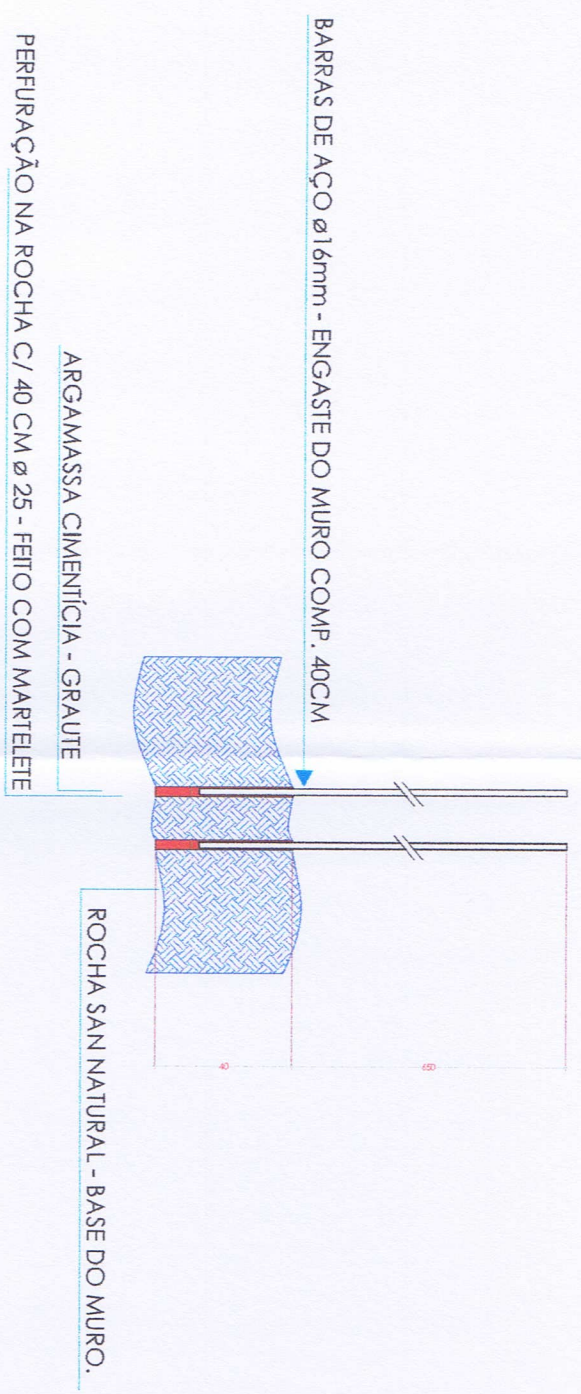 BARRAS DE AÇO ø16mm - ENGASTE DO MURO COMP. 40CM
650
40
ROCHA SAN NATURAL - BASE DO MURO.
ARGAMASSA CIMENTÍCIA - GRAUTE
PERFURAÇÃO NA ROCHA C/ 40 CM ø 25 - FEITO COM MARTELETE